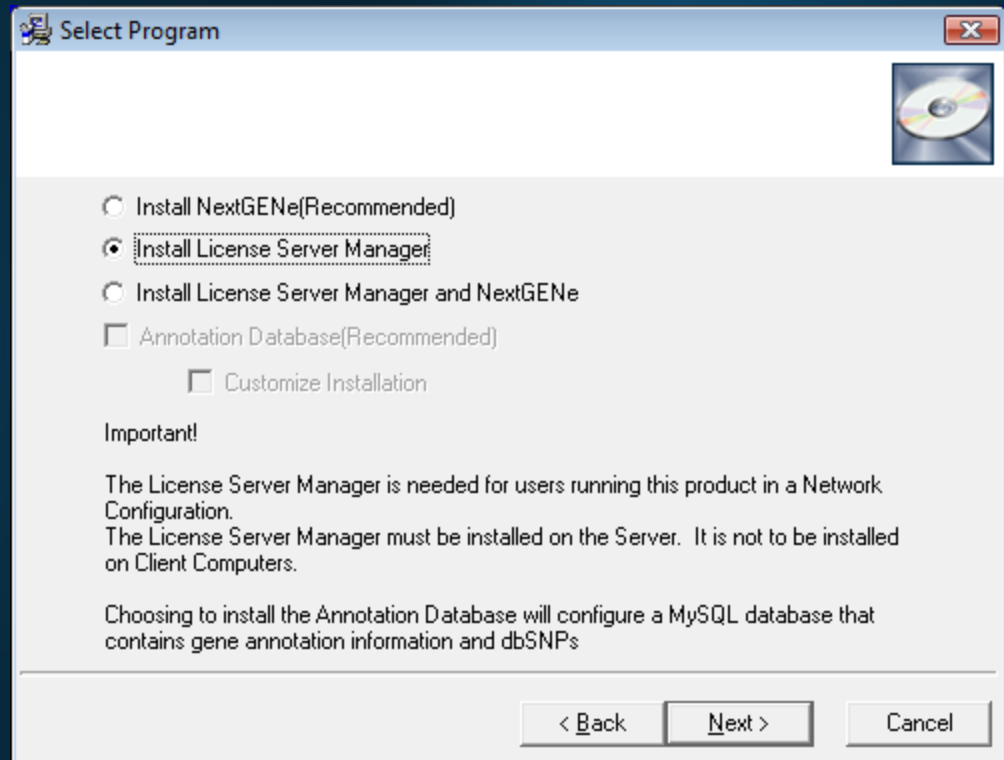 Select Program
Install NextGENe(Recommended)
Install License Server Manager
Install License Server Manager and NextGENe
Annotation Database(Recommended)
Customize Installation
Important!
The License Server Manager is needed for users running this product in a Network
Configuration.
The License Server Manager must be installed on the Server.  It is not to be installed
on Client Computers.
Choosing to install the Annotation Database will configure a MySQL database that
contains gene annotation information and dbSNPs
< Back
Next >
Cancel